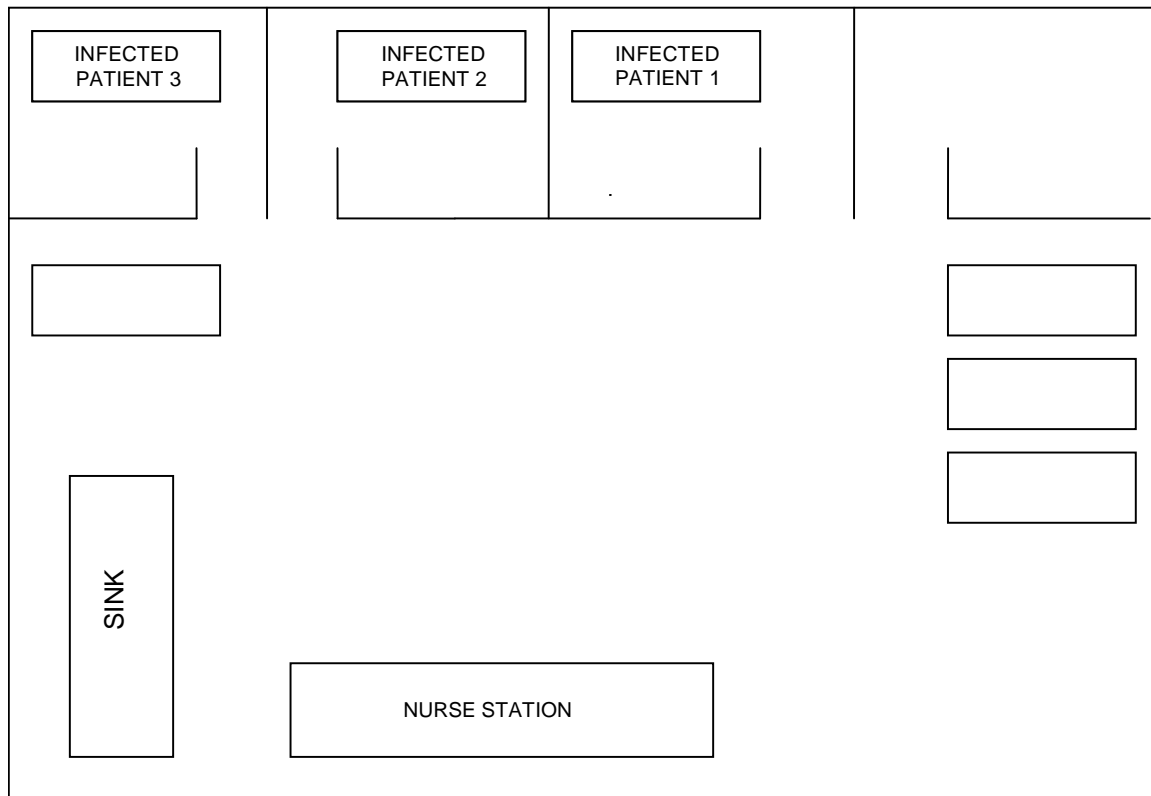 INFECTED
PATIENT 3
INFECTED
PATIENT 2
INFECTED
PATIENT 1
SINK
NURSE STATION